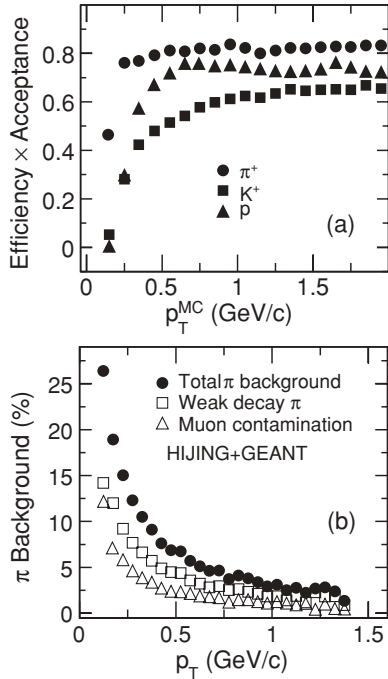 Efficiency × Acceptance
0.8
0.6
0.4
0.2
0
π+
K+
p
(a)
0 0.5 1 1.5
p_T^MC (GeV/c)
π Background (%)
25
20
15
10
5
0
Total π background
Weak decay π
Muon contamination
HIJING+GEANT
(b)
0 0.5 1 1.5
p_T (GeV/c)